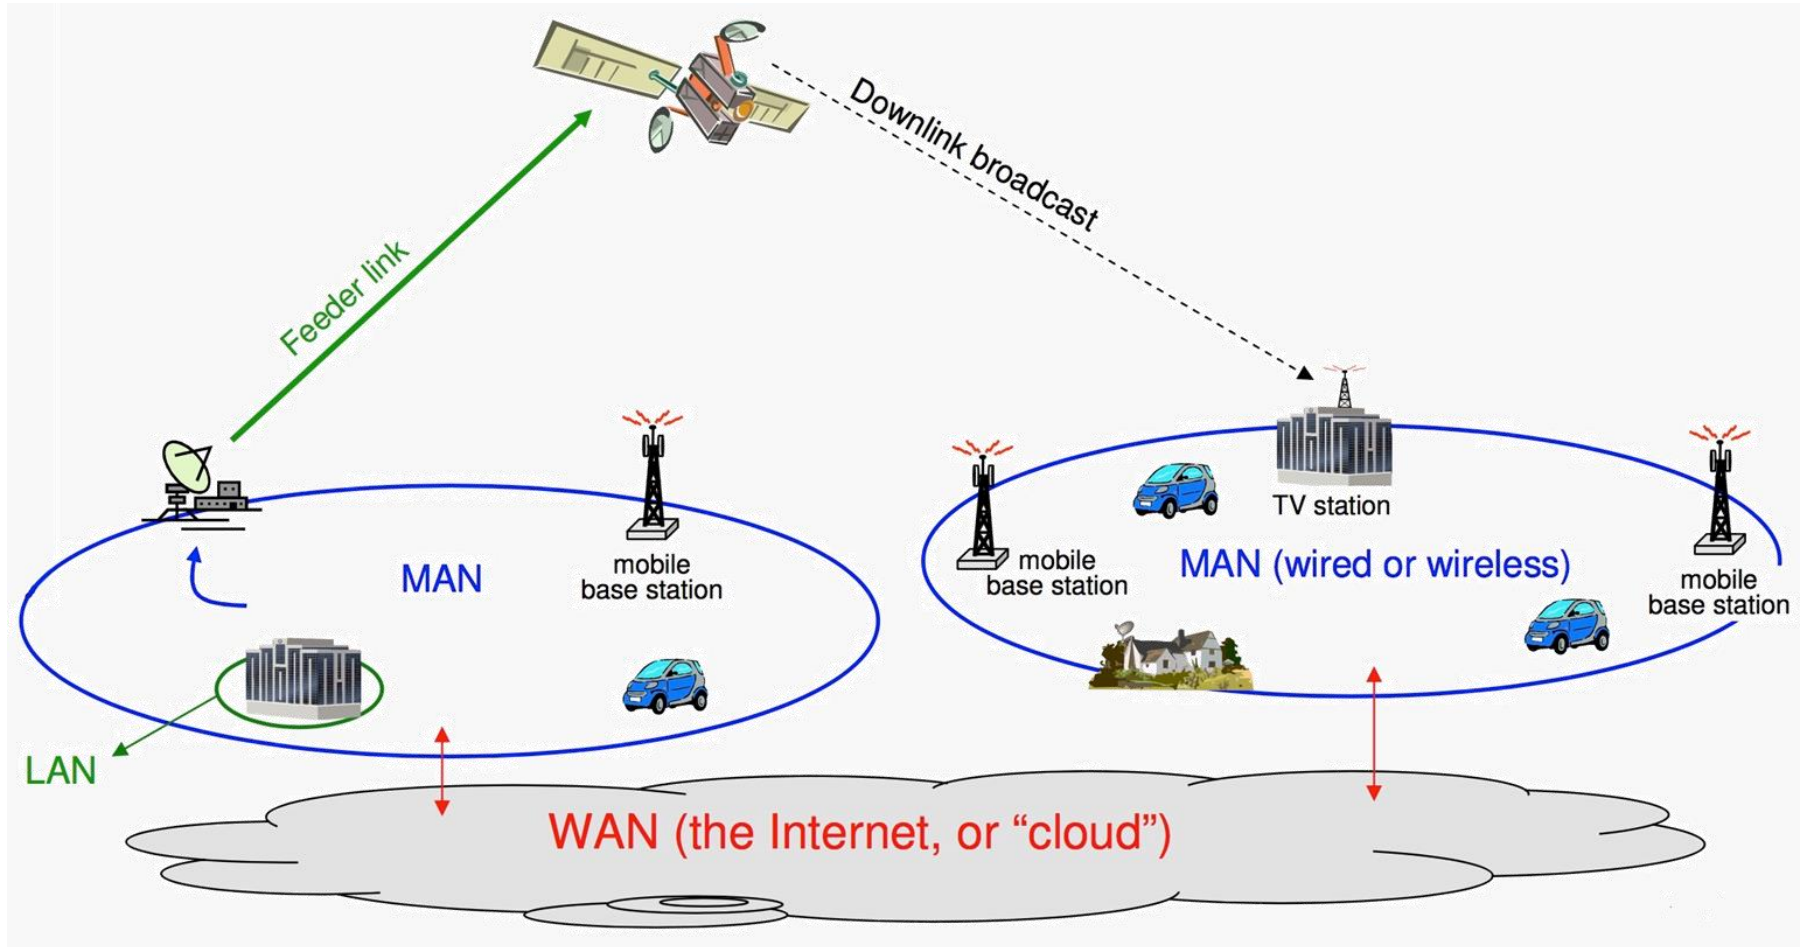 Downlink broadcast
Feeder link
MAN
mobile
base station
LAN
TV station
mobile
base station
MAN (wired or wireless)
mobile
base station
WAN (the Internet, or “cloud”)